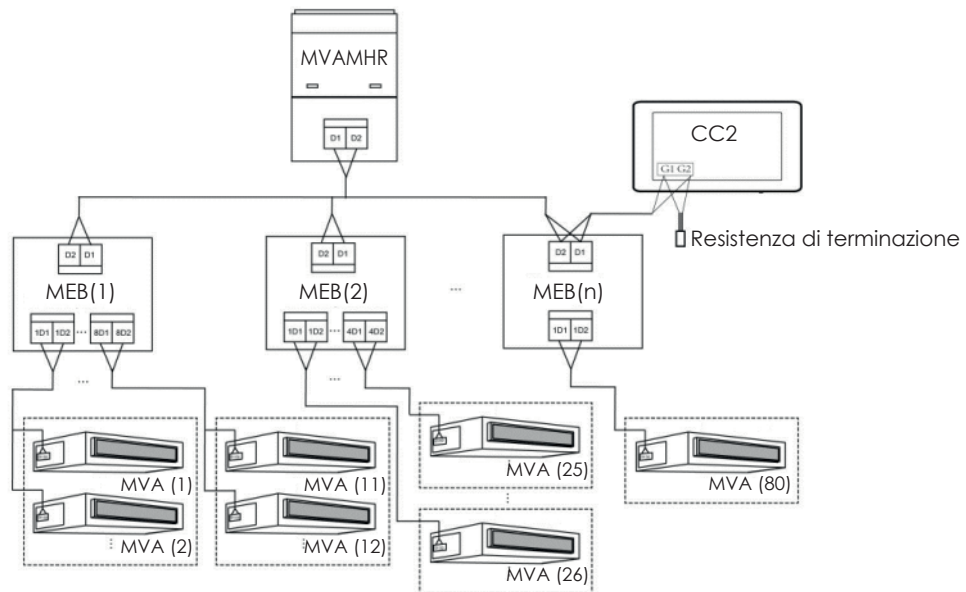 MVAMHR
D1 D2
CC2
G1 G2
Resistenza di terminazione
D2 D1
MEB(1)
1D1 1D2 ... 8D1 8D2
...
D2 D1
MEB(2)
1D1 1D2 ... 4D1 4D2
...
...
D2 D1
MEB(n)
1D1 1D2
MVA (1)
MVA (2)
MVA (11)
MVA (12)
MVA (25)
MVA (26)
MVA (80)